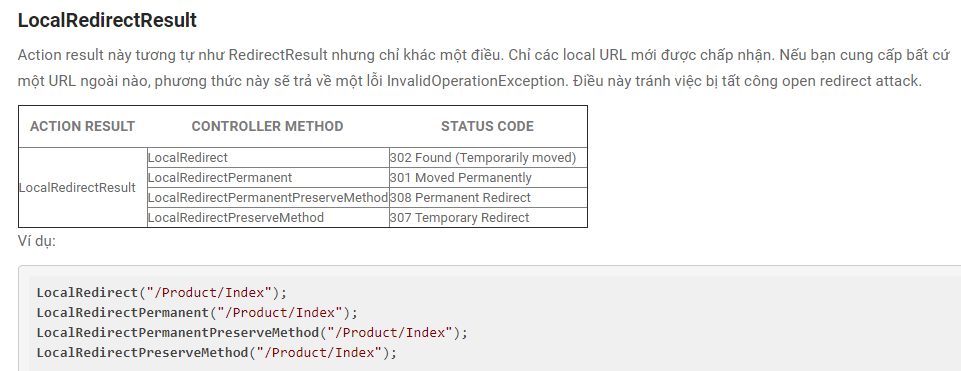 LocalRedirectResult
Action result này tương tự như RedirectResult nhưng chỉ khác một điều. Chỉ các local URL mới được chấp nhận. Nếu bạn cung cấp bất cứ
một URL ngoài nào, phương thức này sẽ trả về một lỗi InvalidOperationException. Điều này tránh việc bị tất công open redirect attack.
ACTION RESULT CONTROLLER METHOD STATUS CODE
LocalRedirectResult
LocalRedirect 302 Found (Temporarily moved)
LocalRedirectPermanent 301 Moved Permanently
LocalRedirectPermanentPreserveMethod 308 Permanent Redirect
LocalRedirectPreserveMethod 307 Temporary Redirect
Ví dụ:
LocalRedirect("/Product/Index");
LocalRedirectPermanent("/Product/Index");
LocalRedirectPermanentPreserveMethod("/Product/Index");
LocalRedirectPreserveMethod("/Product/Index");